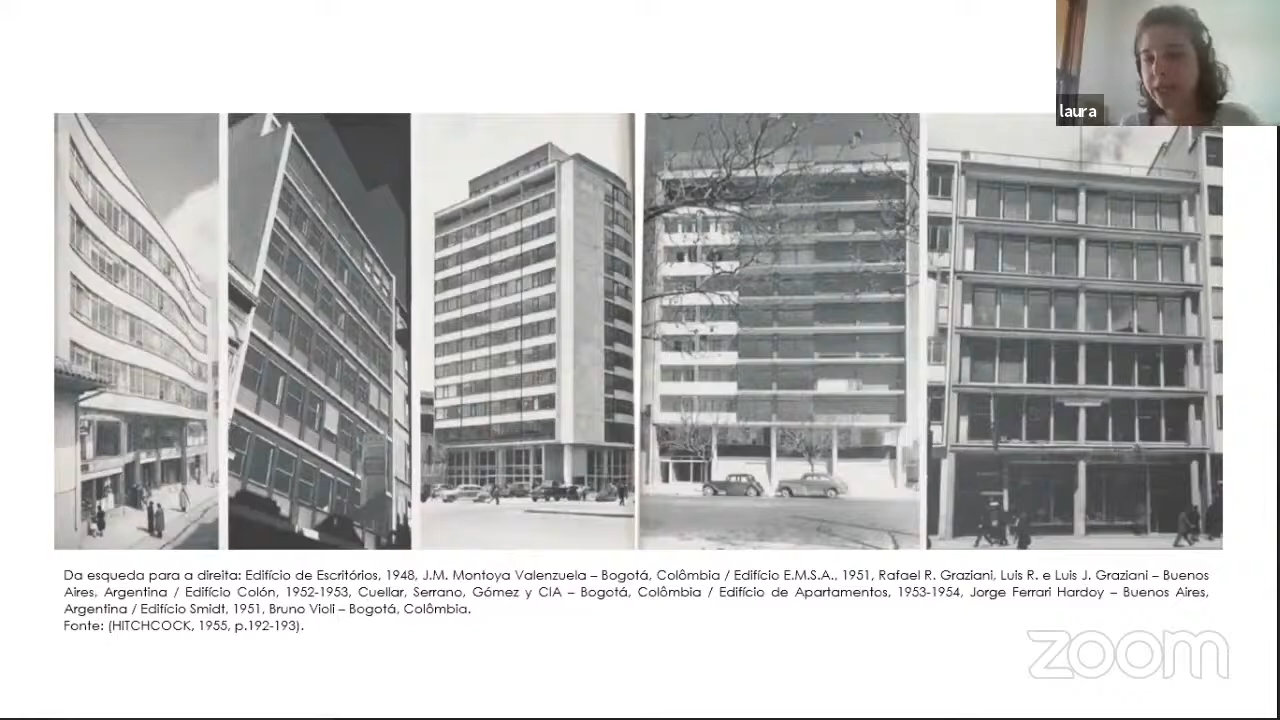 laura
Da esqueda para a direita: Edifício de Escritórios, 1948, J.M. Montoya Valenzuela – Bogotá, Colômbia / Edifício E.M.S.A., 1951, Rafael R. Graziani, Luis R. e Luis J. Graziani – Buenos
Aires, Argentina / Edifício Colón, 1952-1953, Cuellar, Serrano, Gómez y CIA – Bogotá, Colômbia / Edifício de Apartamentos, 1953-1954, Jorge Ferrari Hardoy – Buenos Aires,
Argentina / Edifício Smidt, 1951, Bruno Violi – Bogotá, Colômbia.
Fonte: (HITCHCOCK, 1955, p.192-193).
zoom